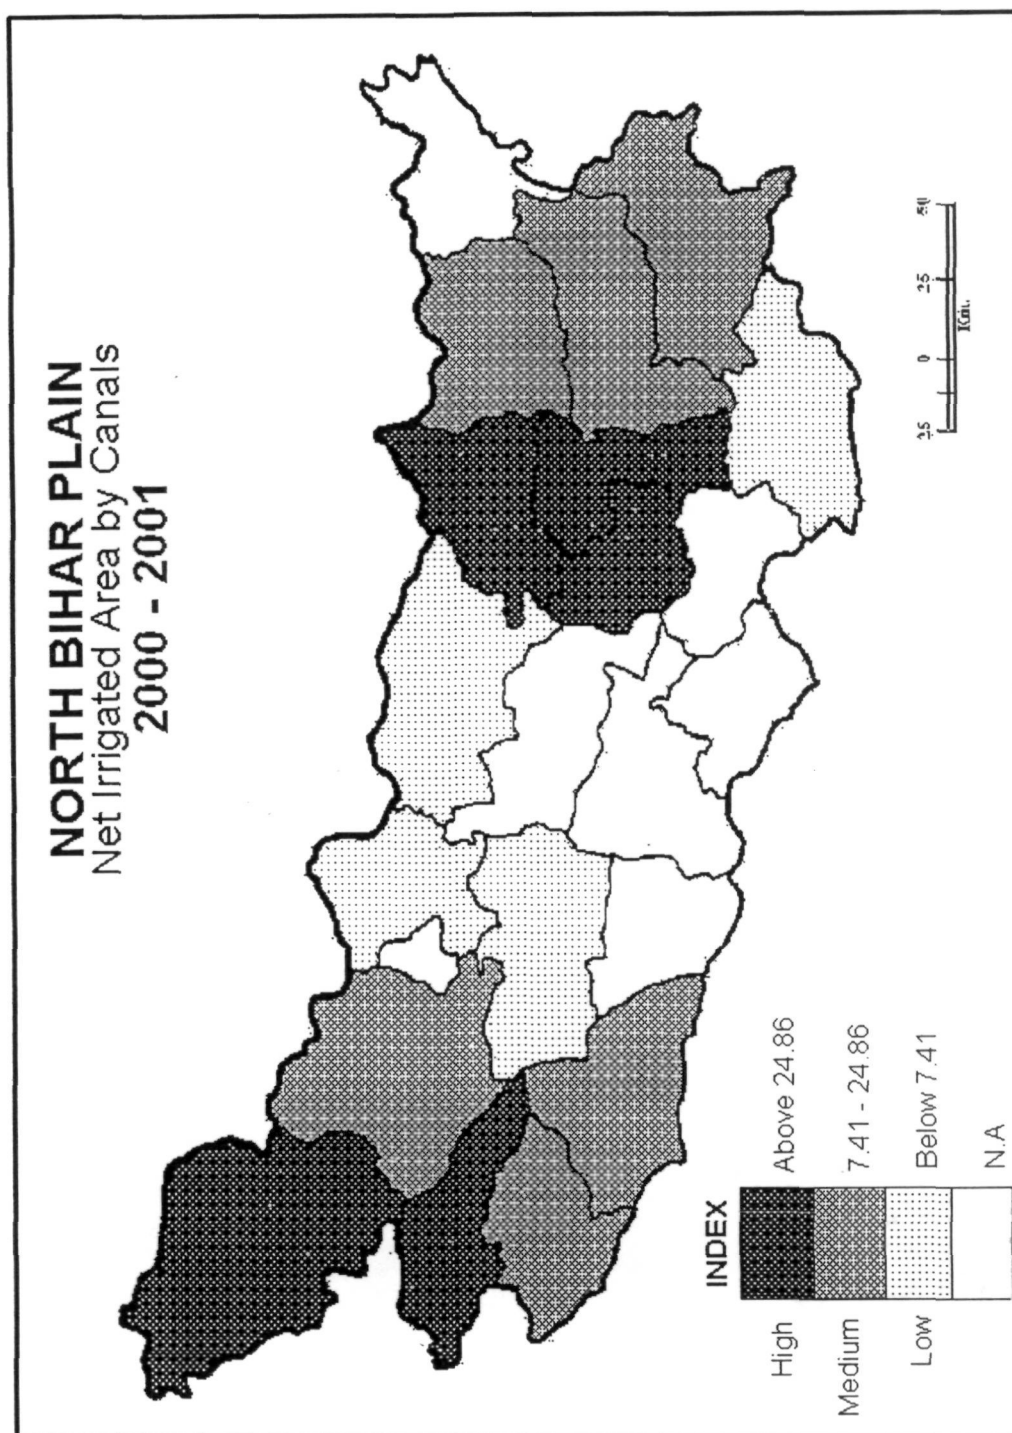 NORTH BIHAR PLAIN
Net Irrigated Area by Canals
2000 - 2001
25 0 25 50
Km.
INDEX
High Above 24.86
Medium 7.41 - 24.86
Low Below 7.41
N.A